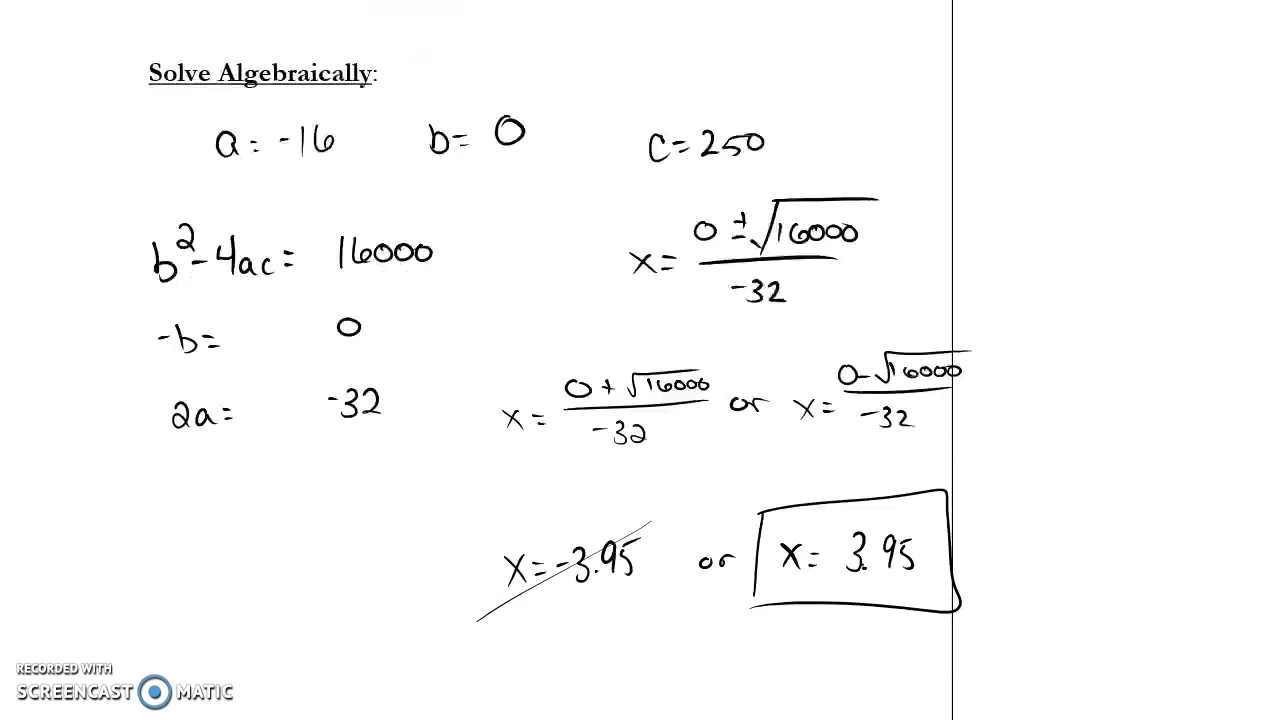 Solve Algebraically:
a = -16 b = 0 c = 250
b² - 4ac = 16000
x = (0 ± √16000) / -32
-b = 0
2a = -32
x = (0 + √16000) / -32 or x = (0 - √16000) / -32
x = -3.95 or x = 3.95
RECORDED WITH
SCREENCAST MATIC